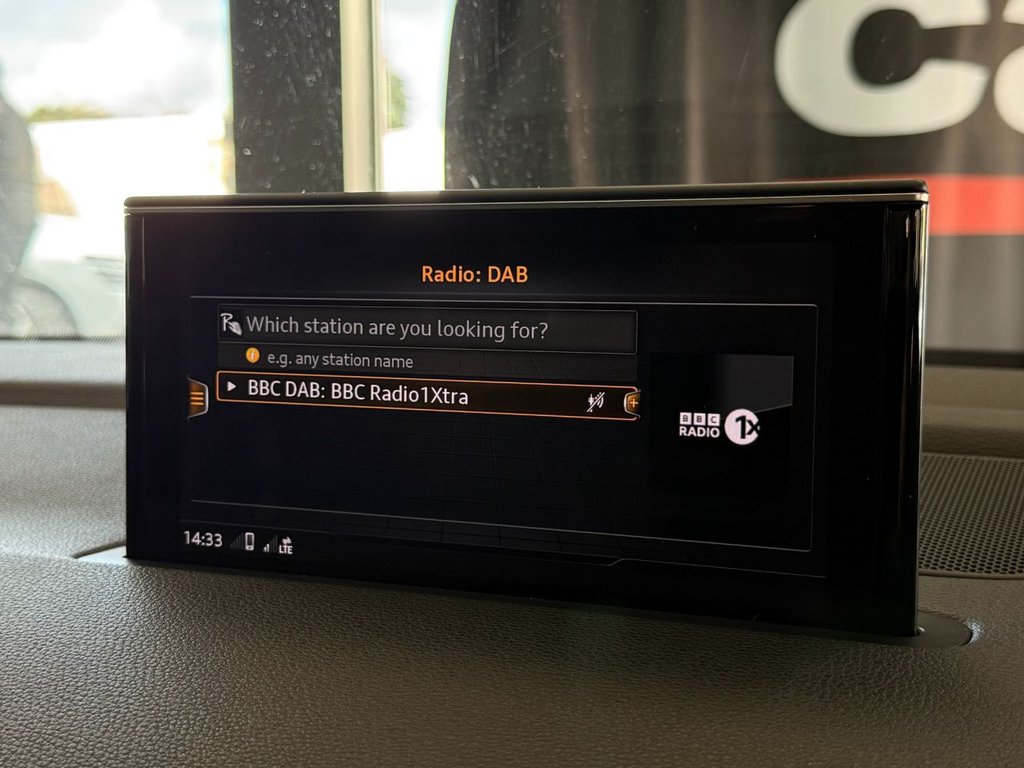 ca
Radio: DAB
Which station are you looking for?
i e.g. any station name
BBC DAB: BBC Radio1Xtra
BBC
RADIO 1X
14:33 LTE